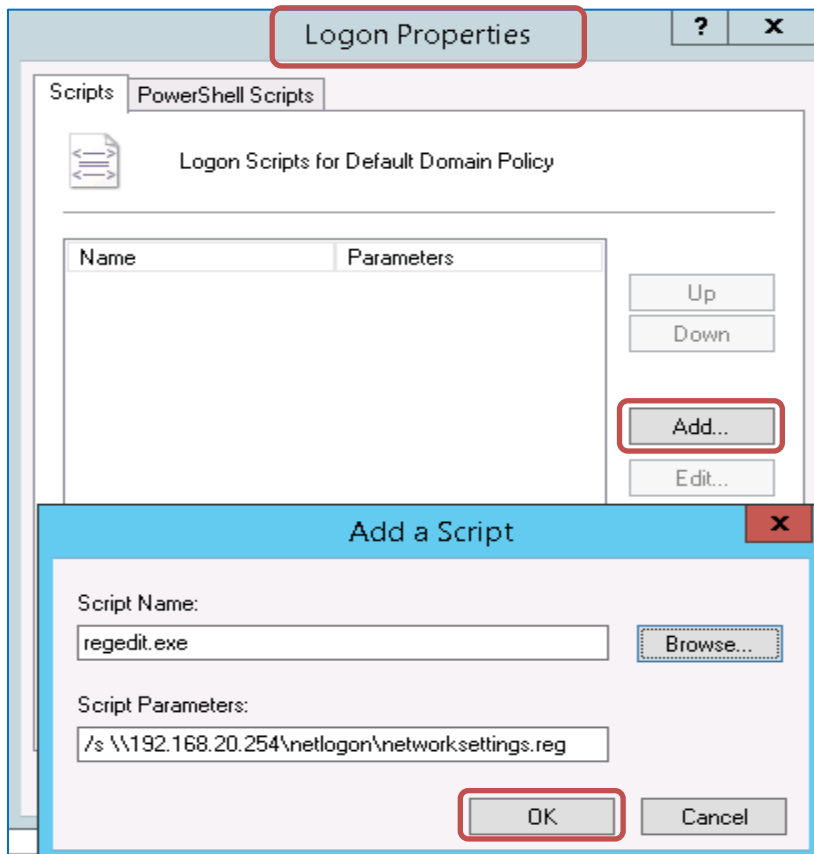 Logon Properties
? x
Scripts PowerShell Scripts
Logon Scripts for Default Domain Policy
Name Parameters
Up
Down
Add...
Edit...
Add a Script
x
Script Name:
regedit.exe
Browse...
Script Parameters:
/s \\192.168.20.254\netlogon\networksettings.reg
OK Cancel